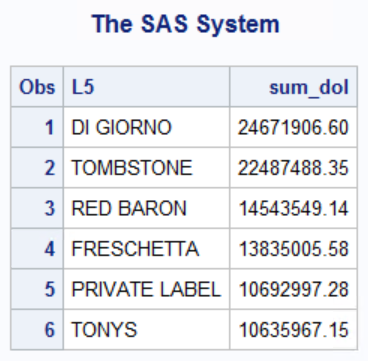 The SAS System
Obs L5 sum_dol
1 DI GIORNO 24671906.60
2 TOMBSTONE 22487488.35
3 RED BARON 14543549.14
4 FRESCHETTA 13835005.58
5 PRIVATE LABEL 10692997.28
6 TONYS 10635967.15